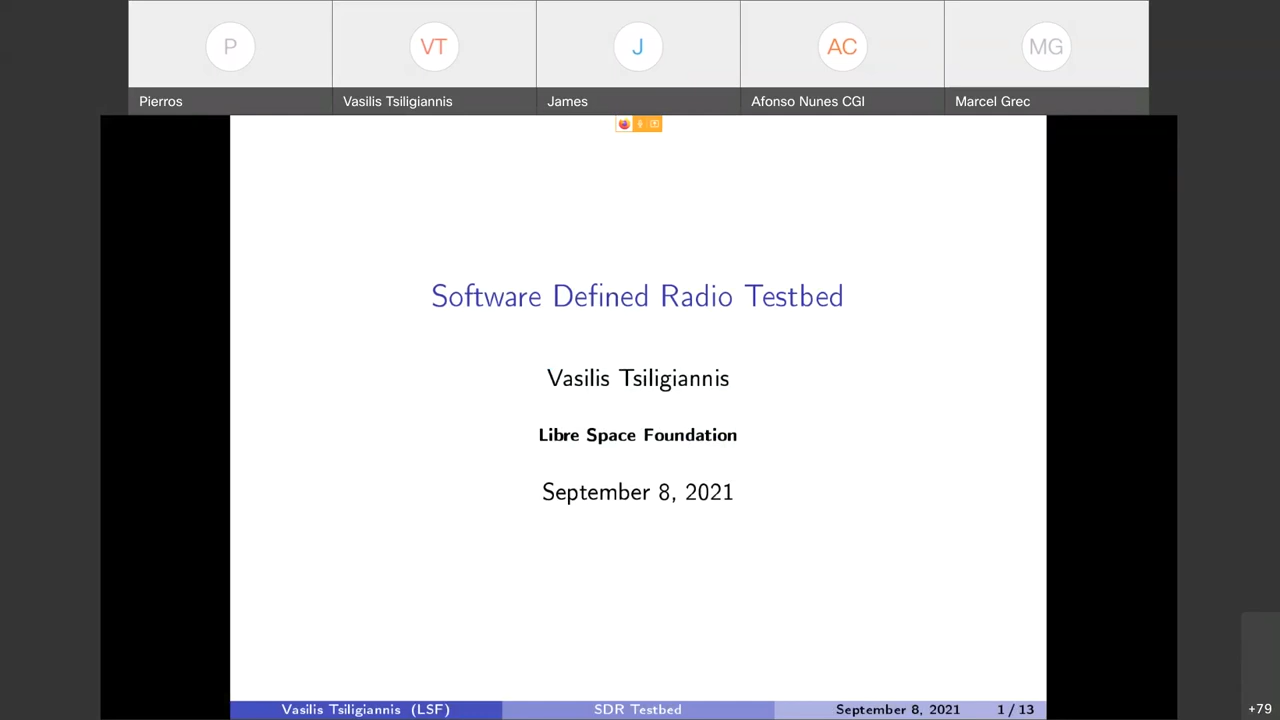 P
VT
J
AC
MG
Pierros
Vasilis Tsiligiannis
James
Afonso Nunes CGI
Marcel Grec
Software Defined Radio Testbed
Vasilis Tsiligiannis
Libre Space Foundation
September 8, 2021
Vasilis Tsiligiannis (LSF)
SDR Testbed
September 8, 2021
1 / 13
+79